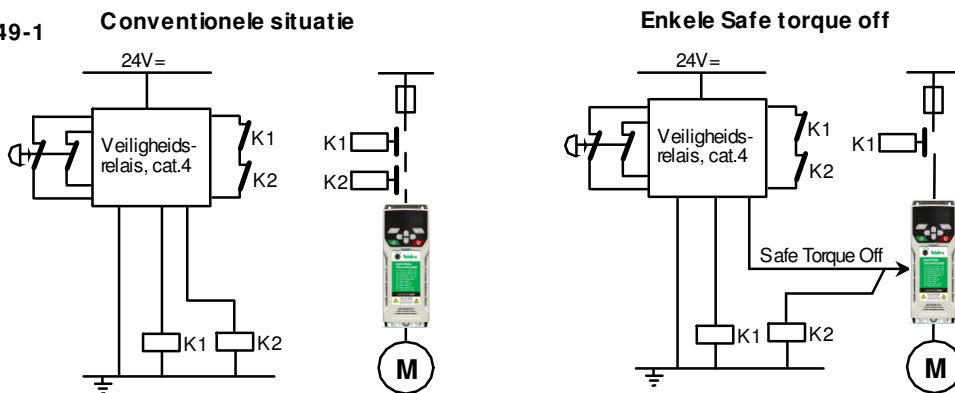 49-1
Conventionele situatie
24V=
Veiligheids-
relais, cat.4
K1
K2
K1
K2
K1
K2
M
Enkele Safe torque off
24V=
Veiligheids-
relais, cat.4
K1
K2
K1
Safe Torque Off
K1
K2
M